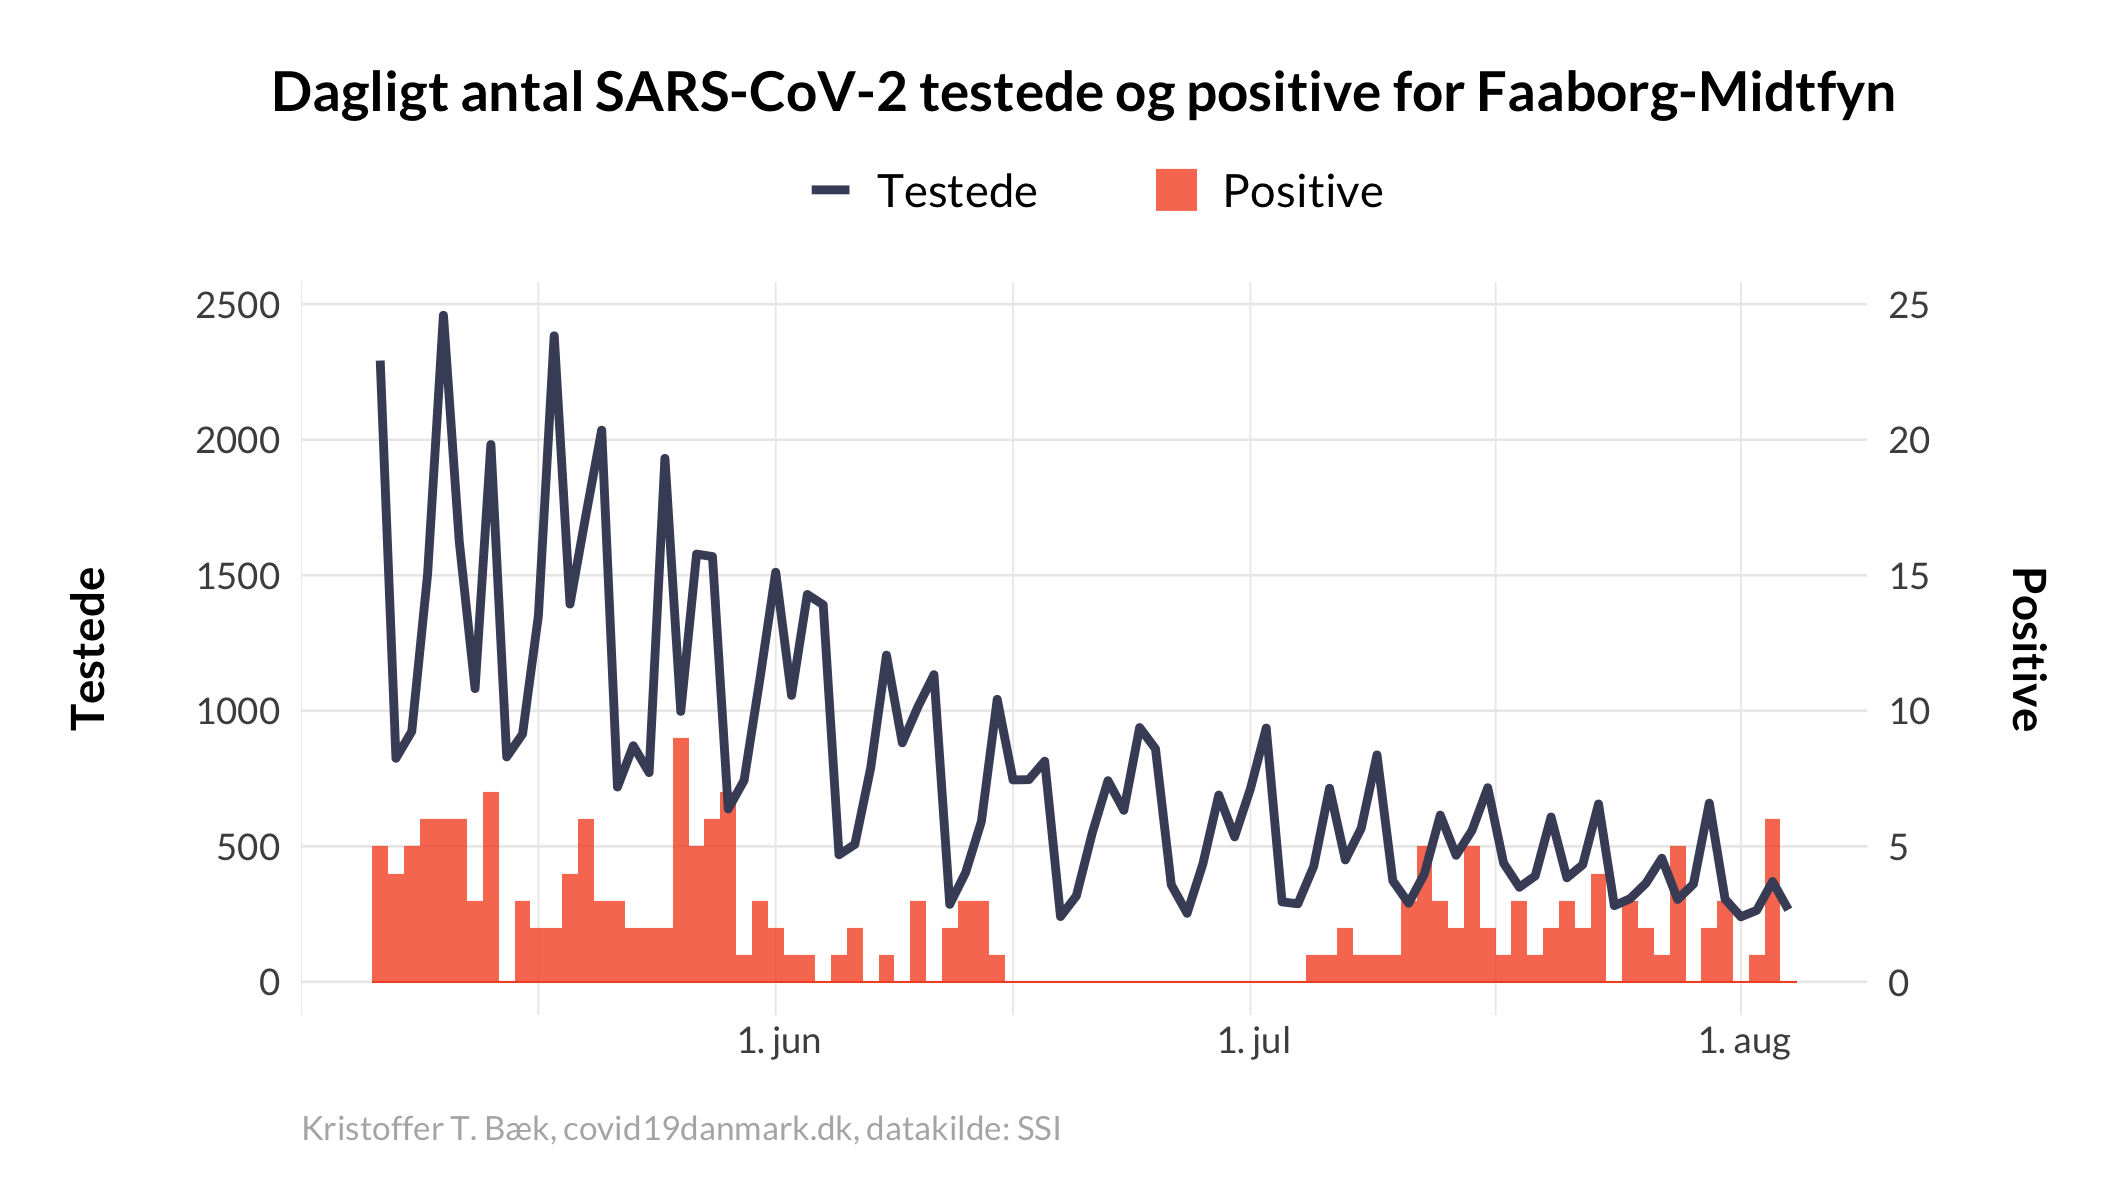 Dagligt antal SARS-CoV-2 testede og positive for Faaborg-Midtfyn
Testede
Positive
2500
2000
1500
1000
500
0
Testede
25
20
15
10
5
0
Positive
1. jun
1. jul
1. aug
Kristoffer T. Bæk, covid19danmark.dk, datakilde: SSI